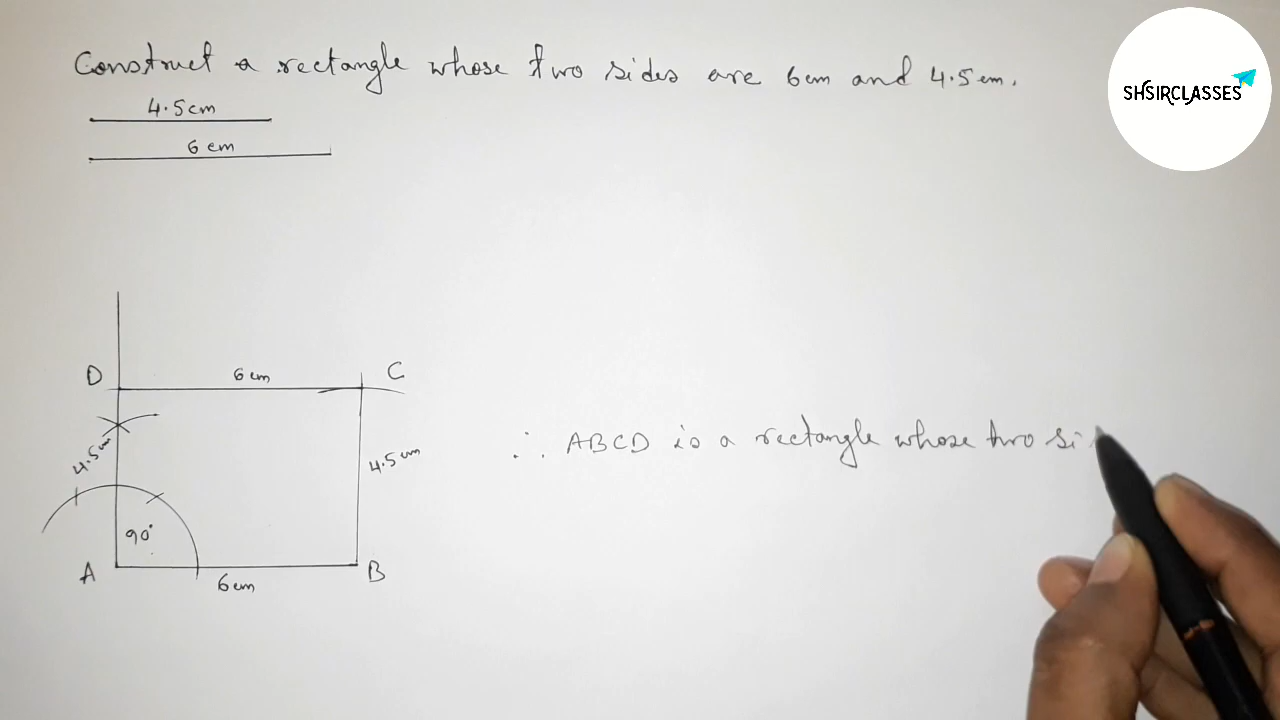 Construct a rectangle whose two sides are 6cm and 4.5cm.
SHSIRCLASSES
4.5cm
6 cm
D
6 cm
C
4.5cm
4.5cm
90°
A
6cm
B
∴ ABCD is a rectangle whose two si